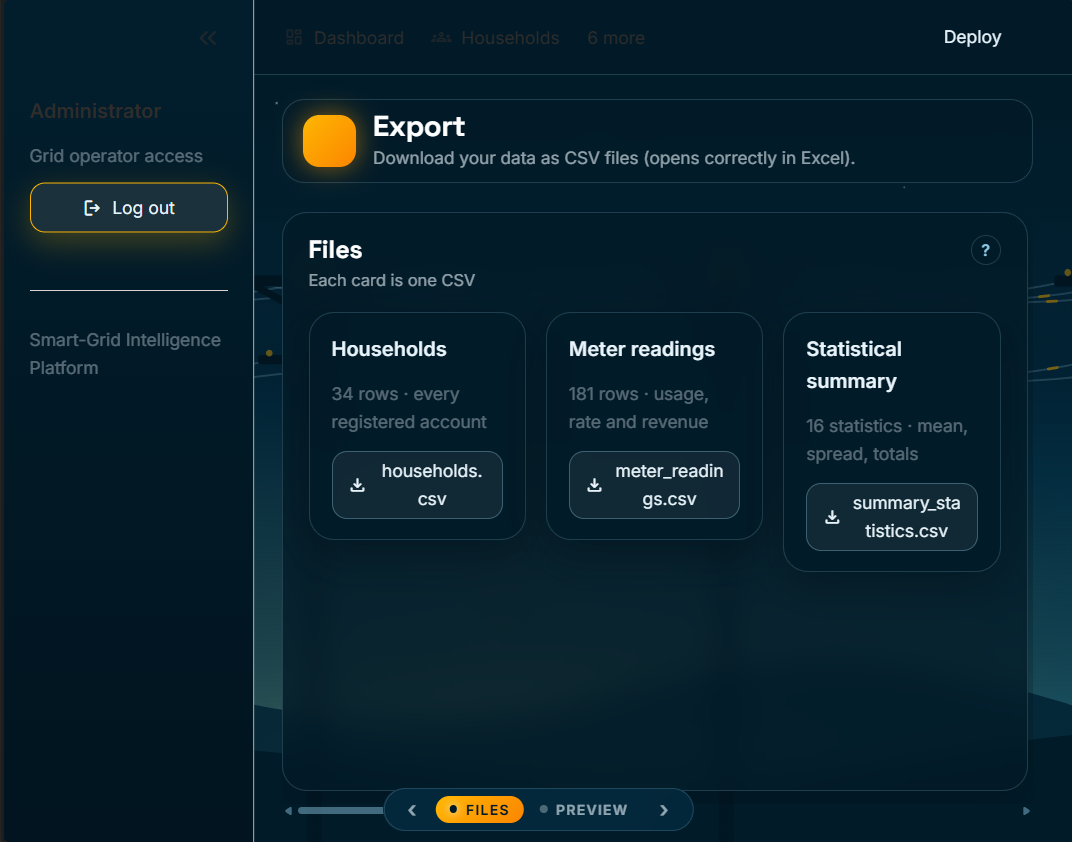 Dashboard
Households
6 more
Deploy
Administrator
Grid operator access
Log out
Smart-Grid Intelligence
Platform
Export
Download your data as CSV files (opens correctly in Excel).
Files
?
Each card is one CSV
Households
34 rows · every
registered account
households.
csv
Meter readings
181 rows · usage,
rate and revenue
meter_readin
gs.csv
Statistical
summary
16 statistics · mean,
spread, totals
summary_sta
tistics.csv
FILES
PREVIEW